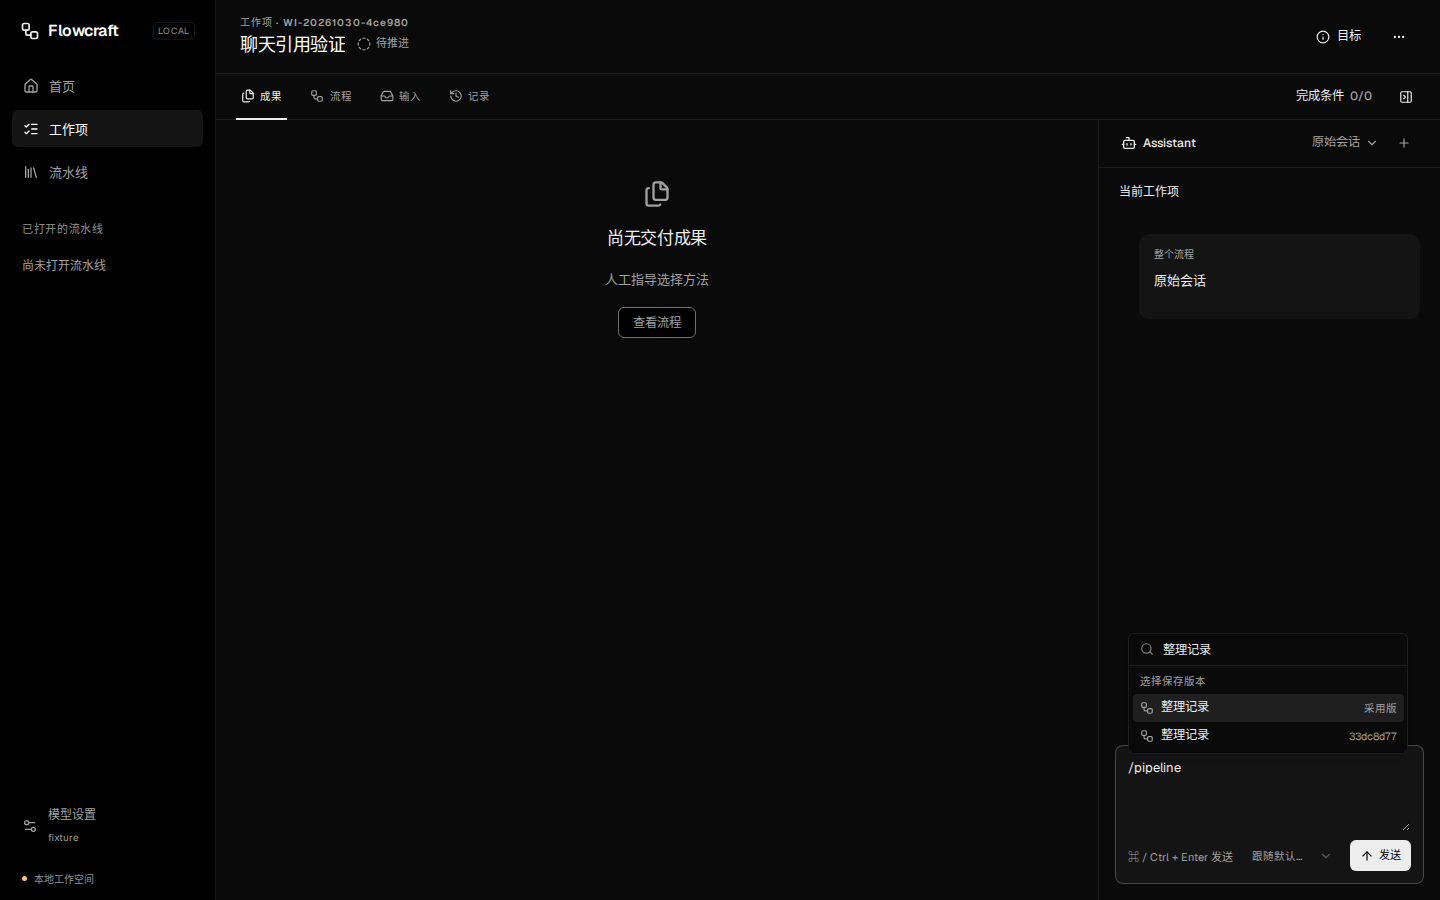 Flowcraft
LOCAL
首页
工作项
流水线
已打开的流水线
尚未打开流水线
模型设置
fixture
本地工作空间
工作项 · WI-20261030-4ce980
聊天引用验证
待推进
目标
成果
流程
输入
记录
完成条件 0/0
尚无交付成果
人工指导选择方法
查看流程
Assistant
原始会话
当前工作项
整个流程
原始会话
整理记录
选择保存版本
整理记录 采用版
整理记录 33dc8d77
/pipeline
⌘ / Ctrl + Enter 发送
跟随默认...
发送